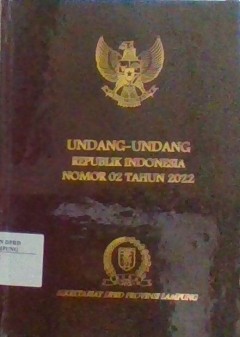 UNDANG-UNDANG
REPUBLIK INDONESIA
NOMOR 02 TAHUN 2022
SEKRETARIAT DPRD PROVINSI LAMPUNG